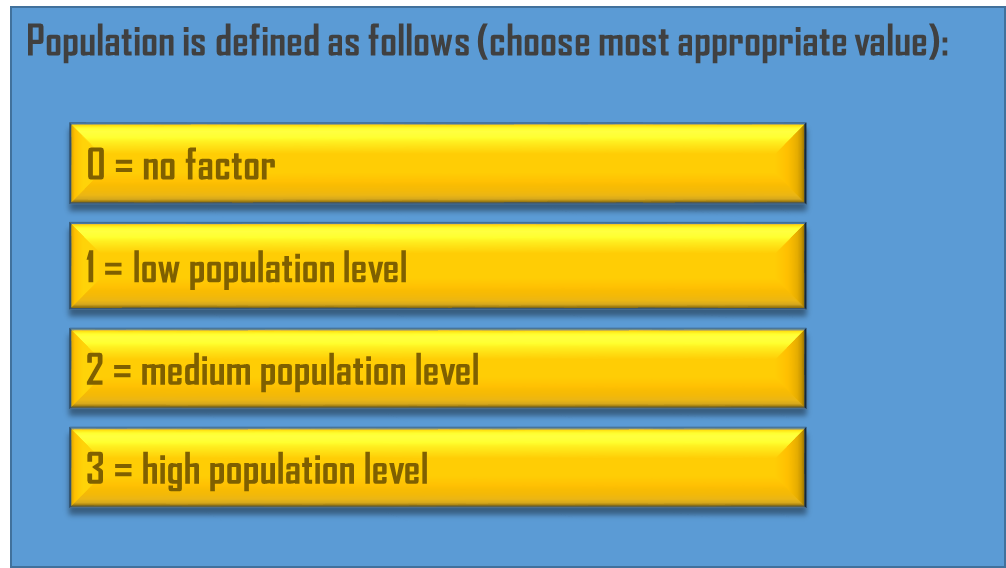 Population is defined as follows (choose most appropriate value):
0 = no factor
1 = low population level
2 = medium population level
3 = high population level